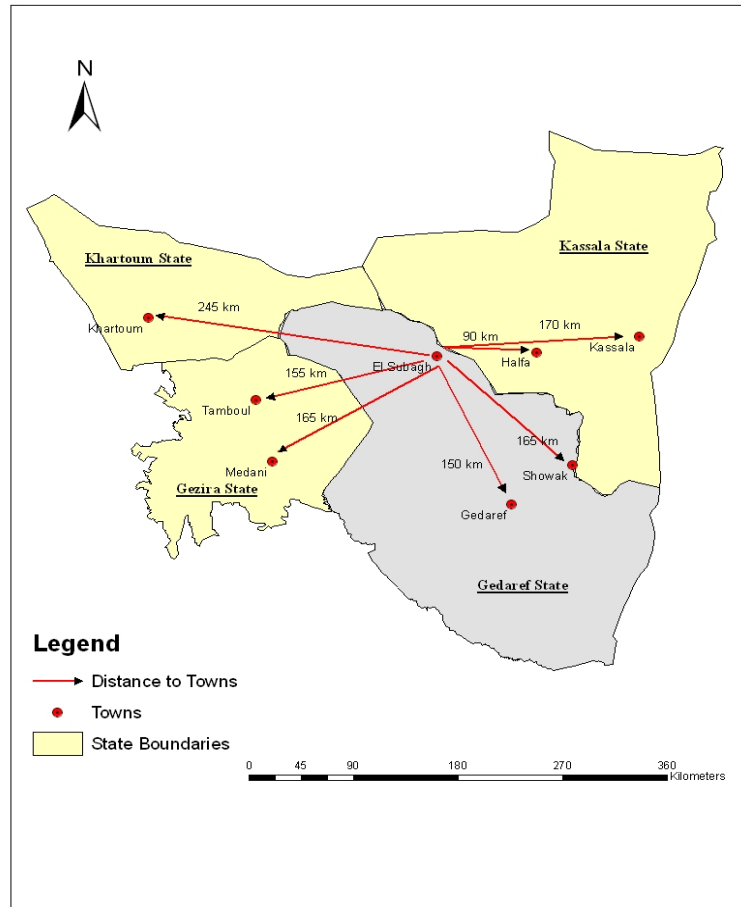 N
Khartoum State
Kassala State
245 km
Khartoum
90 km
170 km
Kassala
Halfa
El Subagh
155 km
Tamboul
165 km
Medani
Gezira State
165 km
150 km
Showak
Gedaref
Gedaref State
Legend
Distance to Towns
Towns
State Boundaries
0 45 90 180 270 360
Kilometers